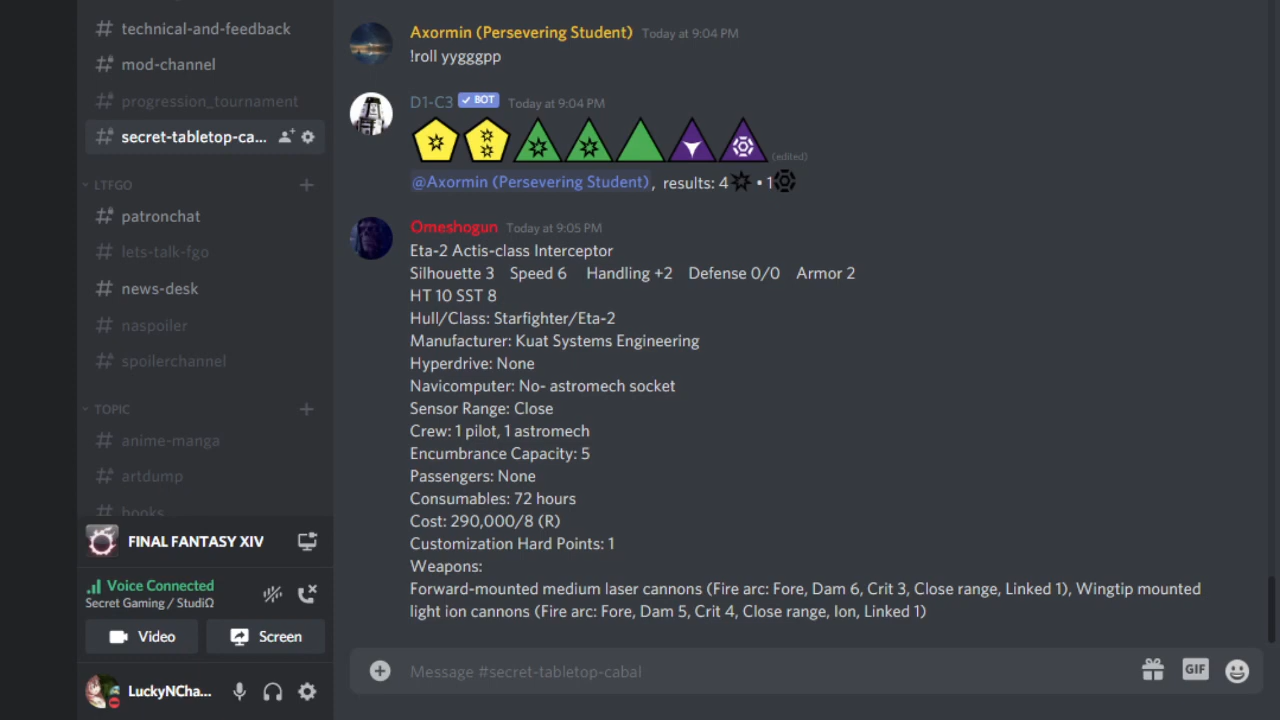 technical-and-feedback
mod-channel
progression_tournament
secret-tabletop-ca...
LTFGO
patronchat
lets-talk-fgo
news-desk
naspoiler
spoilerchannel
TOPIC
anime-manga
artdump
books
FINAL FANTASY XIV
Voice Connected
Secret Gaming / StudiΩ
Video
Screen
LuckyNCha...
Axormin (Persevering Student) Today at 9:04 PM
!roll yygggpp
D1-C3 BOT Today at 9:04 PM
(edited)
@Axormin (Persevering Student), results: 4 • 1
Omeshogun Today at 9:05 PM
Eta-2 Actis-class Interceptor
Silhouette 3 Speed 6 Handling +2 Defense 0/0 Armor 2
HT 10 SST 8
Hull/Class: Starfighter/Eta-2
Manufacturer: Kuat Systems Engineering
Hyperdrive: None
Navicomputer: No- astromech socket
Sensor Range: Close
Crew: 1 pilot, 1 astromech
Encumbrance Capacity: 5
Passengers: None
Consumables: 72 hours
Cost: 290,000/8 (R)
Customization Hard Points: 1
Weapons:
Forward-mounted medium laser cannons (Fire arc: Fore, Dam 6, Crit 3, Close range, Linked 1), Wingtip mounted
light ion cannons (Fire arc: Fore, Dam 5, Crit 4, Close range, Ion, Linked 1)
Message #secret-tabletop-cabal
GIF